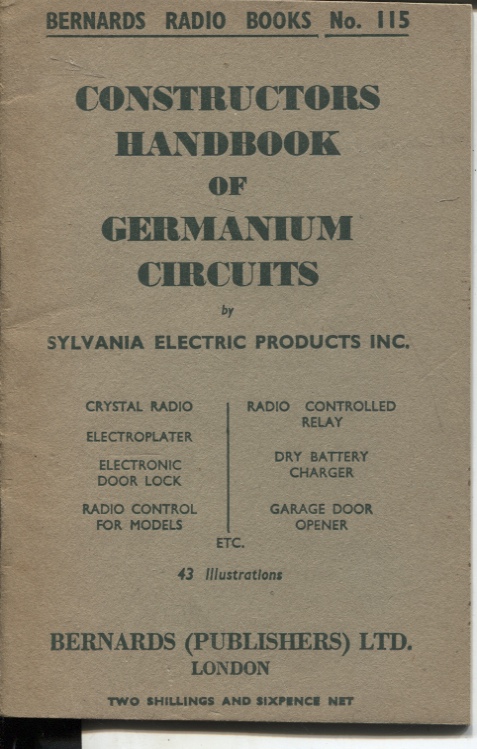 BERNARDS RADIO BOOKS No. 115
CONSTRUCTORS
HANDBOOK
OF
GERMANIUM
CIRCUITS
by
SYLVANIA ELECTRIC PRODUCTS INC.
CRYSTAL RADIO
ELECTROPLATER
ELECTRONIC
DOOR LOCK
RADIO CONTROL
FOR MODELS
RADIO CONTROLLED
RELAY
DRY BATTERY
CHARGER
GARAGE DOOR
OPENER
ETC.
43 Illustrations
BERNARDS (PUBLISHERS) LTD.
LONDON
TWO SHILLINGS AND SIXPENCE NET